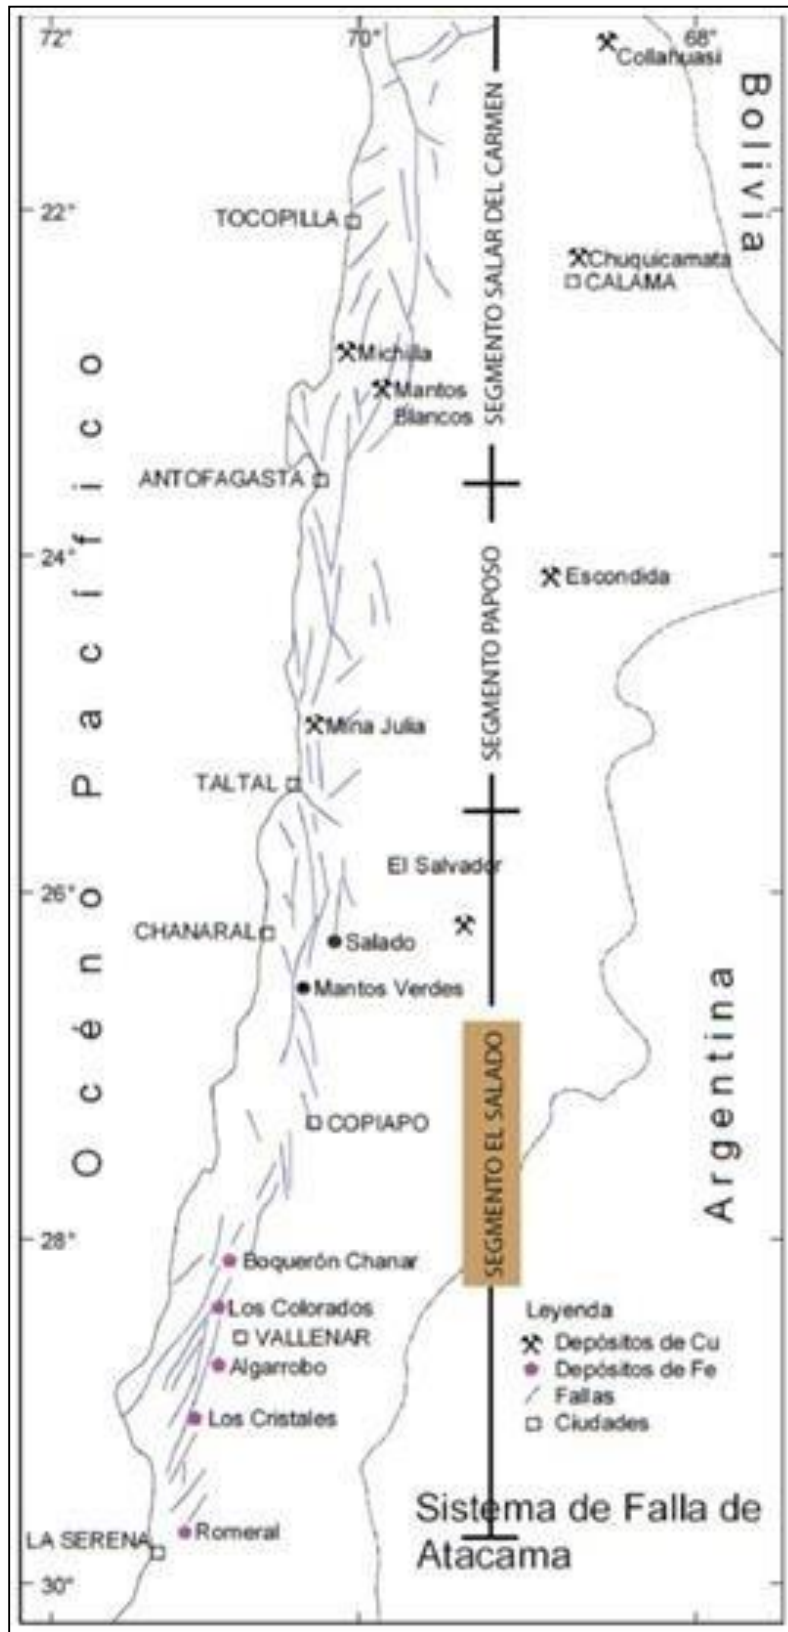 72°
70°
68°
Collahuasi
Bolivia
SEGMENTO SALAR DEL CARMEN
22°
TOCOPILLA
Chuquicamata
CALAMA
Michilla
Mantos
Blancos
Océno Pacífico
ANTOFAGASTA
24°
Escondida
SEGMENTO PAPOSO
Mina Julia
TALTAL
El Salvador
26°
CHANARAL
Salado
Mantos Verdes
Argentina
SEGMENTO EL SALADO
COPIAPO
28°
Boquerón Chanar
Los Colorados
VALLENAR
Algarrobo
Los Cristales
Leyenda
Depósitos de Cu
Depósitos de Fe
Fallas
Ciudades
Sistema de Falla de
Atacama
Romeral
LA SERENA
30°